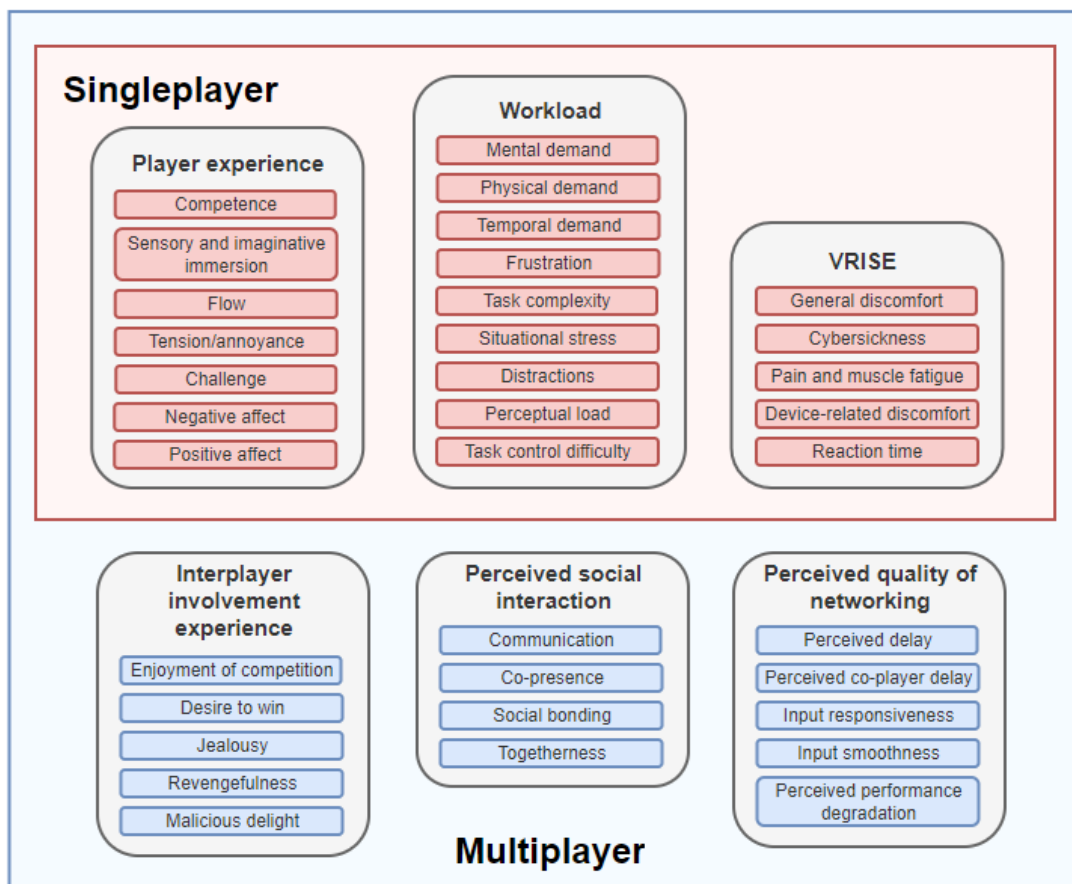 Singleplayer
Player experience
Competence
Sensory and imaginative
immersion
Flow
Tension/annoyance
Challenge
Negative affect
Positive affect
Workload
Mental demand
Physical demand
Temporal demand
Frustration
Task complexity
Situational stress
Distractions
Perceptual load
Task control difficulty
VRISE
General discomfort
Cybersickness
Pain and muscle fatigue
Device-related discomfort
Reaction time
Interplayer
involvement
experience
Enjoyment of competition
Desire to win
Jealousy
Revengefulness
Malicious delight
Perceived social
interaction
Communication
Co-presence
Social bonding
Togetherness
Perceived quality of
networking
Perceived delay
Perceived co-player delay
Input responsiveness
Input smoothness
Perceived performance
degradation
Multiplayer